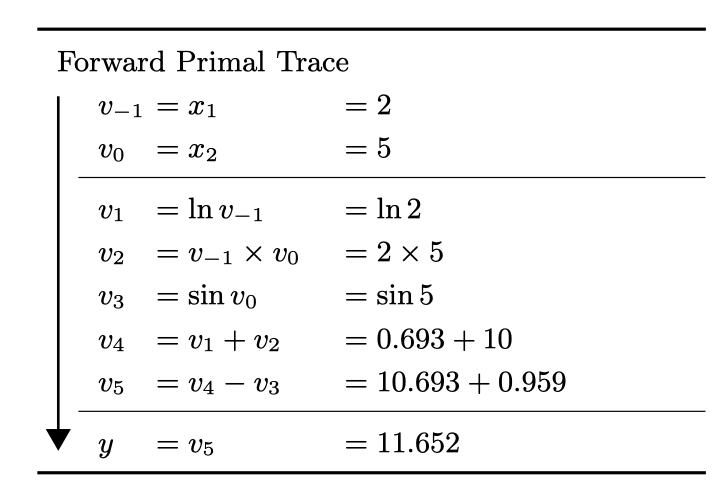 Forward Primal Trace
v₋₁ = x₁ = 2
v₀ = x₂ = 5
v₁ = ln v₋₁ = ln 2
v₂ = v₋₁ × v₀ = 2 × 5
v₃ = sin v₀ = sin 5
v₄ = v₁ + v₂ = 0.693 + 10
v₅ = v₄ − v₃ = 10.693 + 0.959
y = v₅ = 11.652